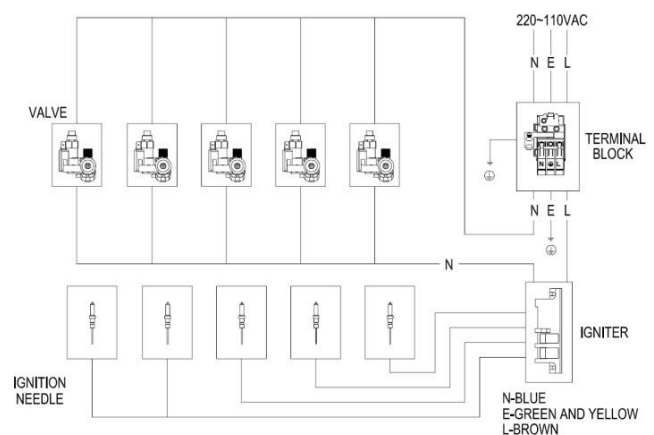 220~110VAC
N E L
VALVE
TERMINAL
BLOCK
N L
N E L
N
IGNITER
IGNITION
NEEDLE
N-BLUE
E-GREEN AND YELLOW
L-BROWN